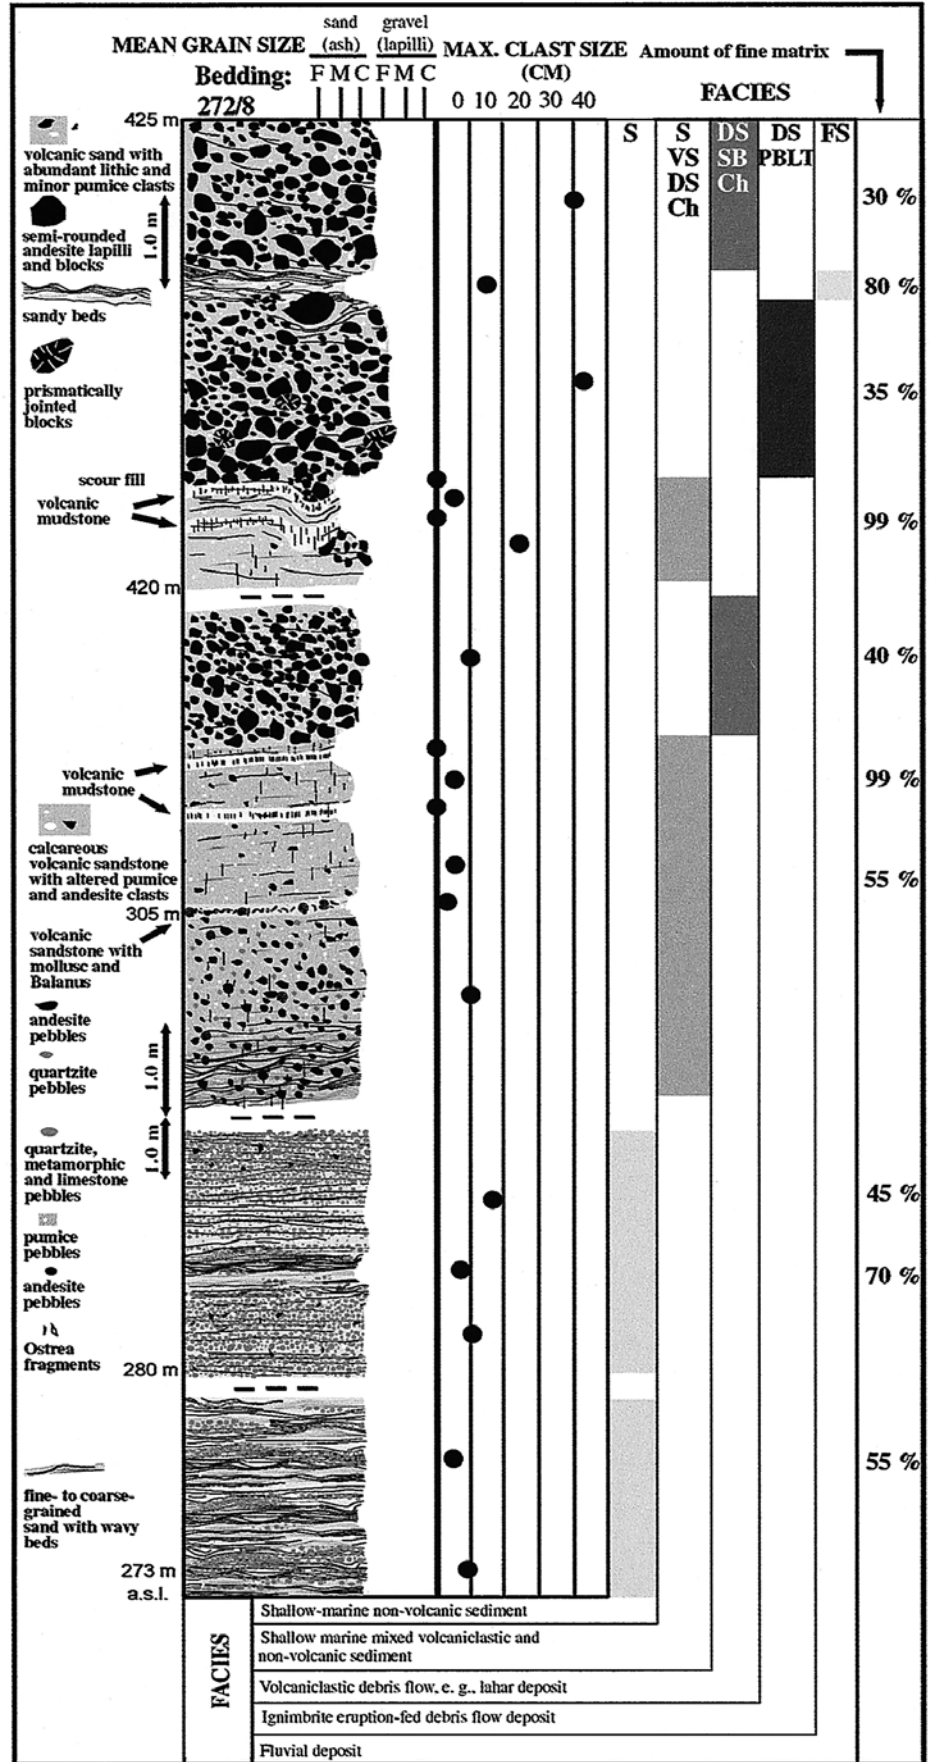 MEAN GRAIN SIZE
sand
(ash)
gravel
(lapilli)
F M C F M C
Bedding:
272/8
MAX. CLAST SIZE
(CM)
0 10 20 30 40
Amount of fine matrix
FACIES
S
S
VS
DS
Ch
DS
SB
Ch
DS
PBLT
FS
425 m
volcanic sand with
abundant lithic and
minor pumice clasts
semi-rounded
andesite lapilli
and blocks
1.0 m
sandy beds
prismatically
jointed
blocks
scour fill
volcanic
mudstone
420 m
volcanic
mudstone
calcareous
volcanic sandstone
with altered pumice
and andesite clasts
305 m
volcanic
sandstone with
mollusc and
Balanus
andesite
pebbles
quartzite
pebbles
1.0 m
1.0 m
quartzite,
metamorphic
and limestone
pebbles
pumice
pebbles
andesite
pebbles
Ostrea
fragments
280 m
fine- to coarse-
grained
sand with wavy
beds
273 m
a.s.l.
30 %
80 %
35 %
99 %
40 %
99 %
55 %
45 %
70 %
55 %
FACIES
Shallow-marine non-volcanic sediment
Shallow marine mixed volcaniclastic and
non-volcanic sediment
Volcaniclastic debris flow, e. g., lahar deposit
Ignimbrite eruption-fed debris flow deposit
Fluvial deposit